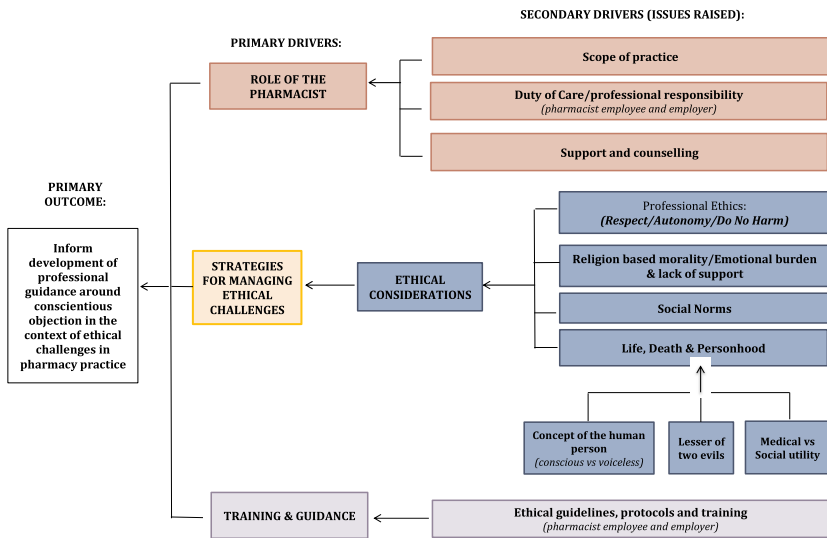 SECONDARY DRIVERS (ISSUES RAISED):
PRIMARY DRIVERS:
ROLE OF THE
PHARMACIST
Scope of practice
Duty of Care/professional responsibility
(pharmacist employee and employer)
Support and counselling
PRIMARY
OUTCOME:
Inform
development of
professional
guidance around
conscientious
objection in the
context of ethical
challenges in
pharmacy practice
STRATEGIES
FOR MANAGING
ETHICAL
CHALLENGES
ETHICAL
CONSIDERATIONS
Professional Ethics:
(Respect/Autonomy/Do No Harm)
Religion based morality/Emotional burden
& lack of support
Social Norms
Life, Death & Personhood
Concept of the human
person
(conscious vs voiceless)
Lesser of
two evils
Medical vs
Social utility
TRAINING & GUIDANCE
Ethical guidelines, protocols and training
(pharmacist employee and employer)